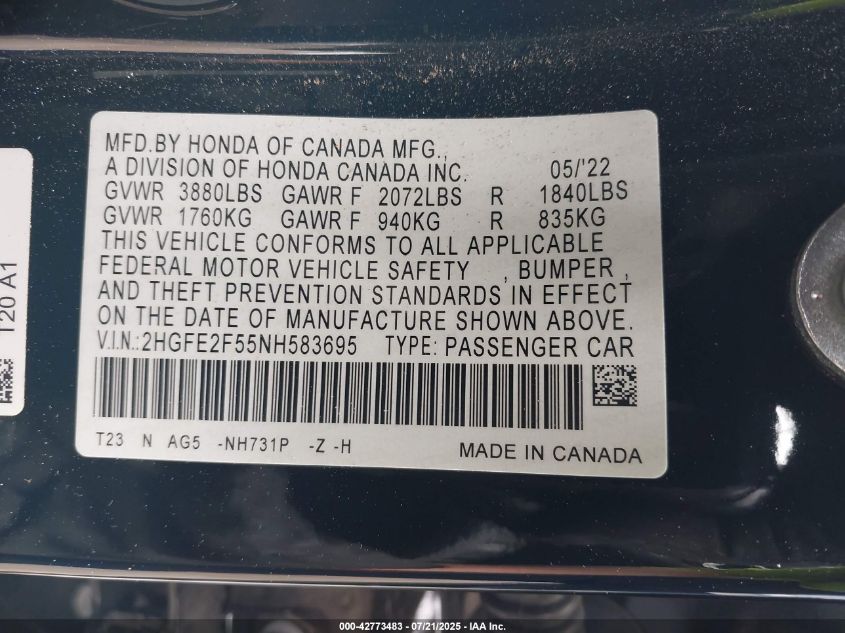 MFD.BY HONDA OF CANADA MFG.,
A DIVISION OF HONDA CANADA INC. 05/'22
GVWR 3880LBS GAWR F 2072LBS R 1840LBS
GVWR 1760KG GAWR F 940KG R 835KG
THIS VEHICLE CONFORMS TO ALL APPLICABLE
FEDERAL MOTOR VEHICLE SAFETY , BUMPER ,
AND THEFT PREVENTION STANDARDS IN EFFECT
ON THE DATE OF MANUFACTURE SHOWN ABOVE.
V.I.N.:2HGFE2F55NH583695 TYPE: PASSENGER CAR
T23 N AG5 -NH731P -Z -H MADE IN CANADA
T20 A1
000-42773483 - 07/21/2025 - IAA Inc.